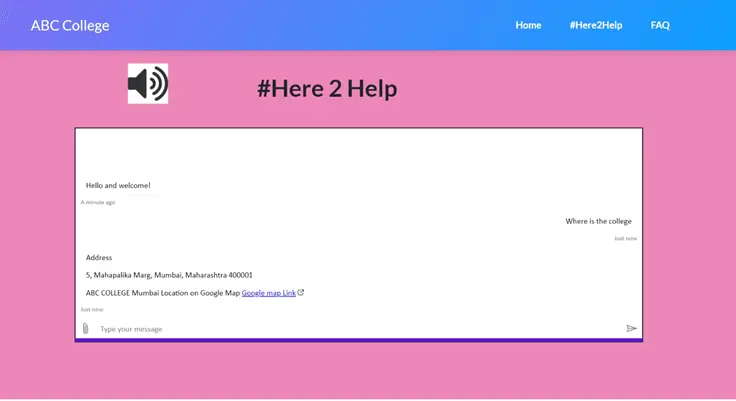 ABC College
Home #Here2Help FAQ
#Here 2 Help
Hello and welcome!
A minute ago
Where is the college
Just now
Address
5, Mahapalika Marg, Mumbai, Maharashtra 400001
ABC COLLEGE Mumbai Location on Google Map Google map Link
Just now
Type your message